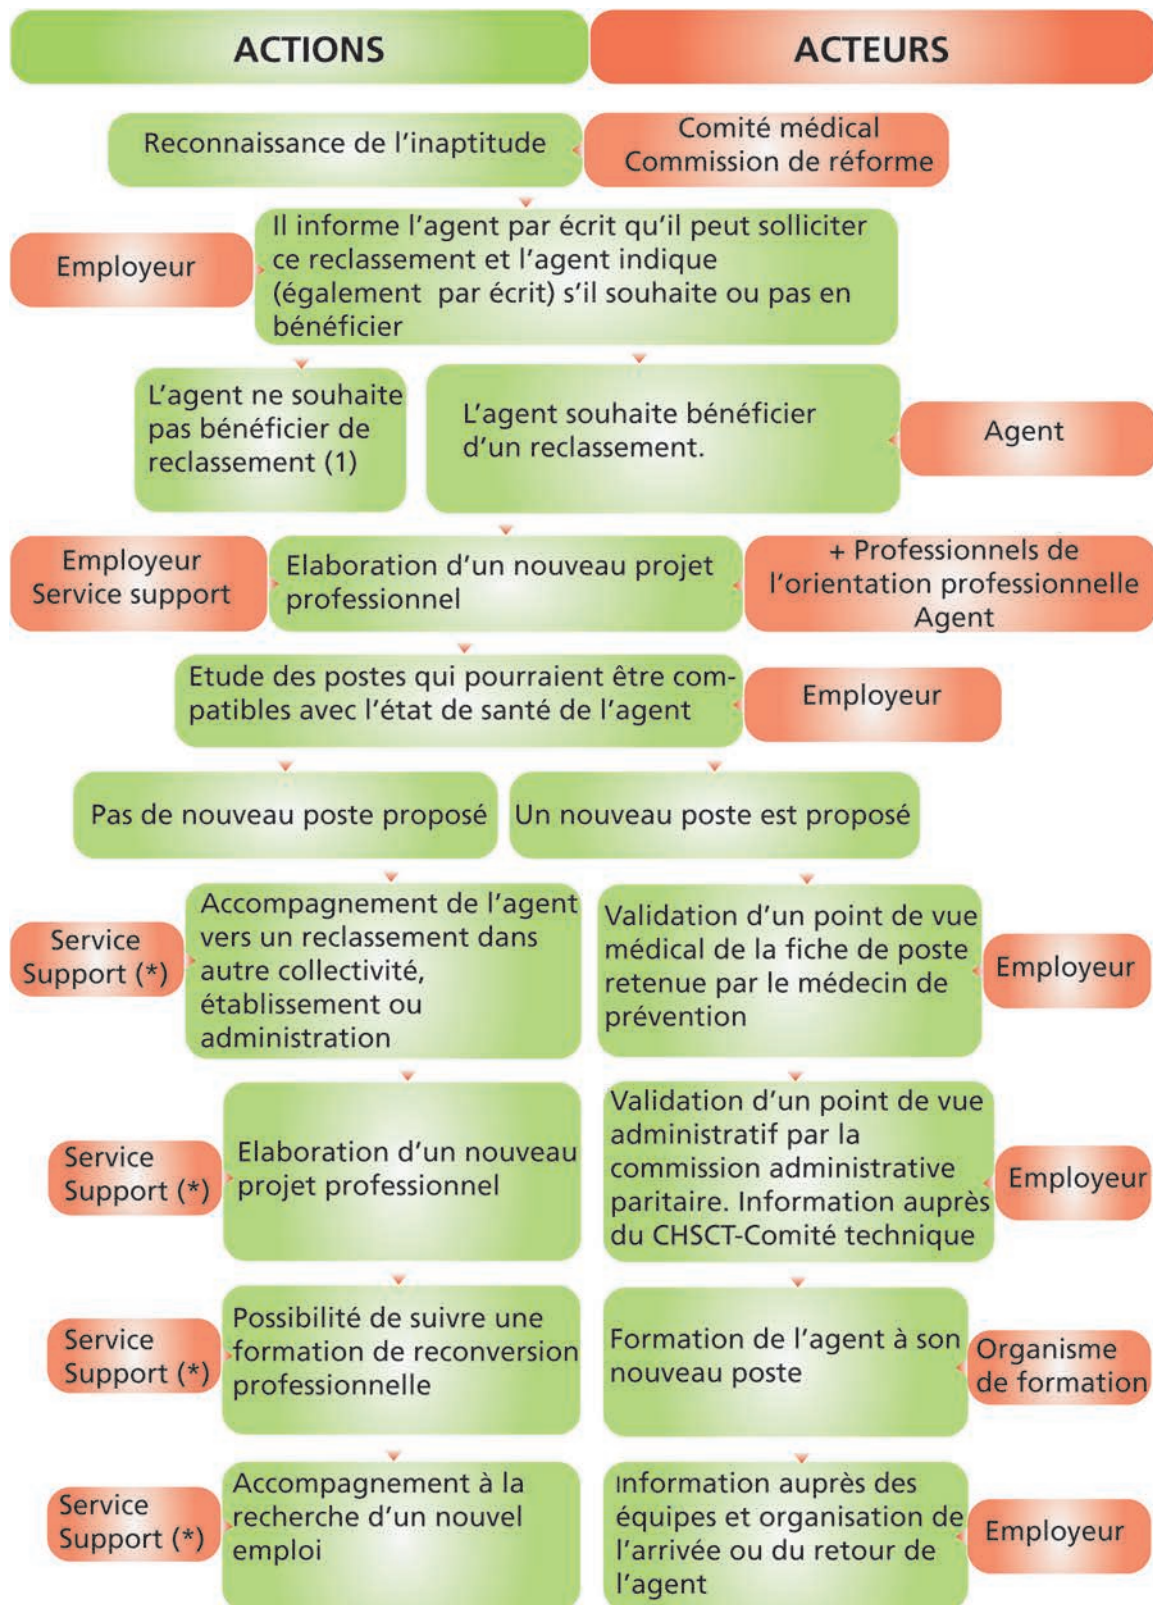 ACTIONS
ACTEURS
Reconnaissance de l'inaptitude
Comité médical
Commission de réforme
Employeur
Il informe l'agent par écrit qu'il peut solliciter
ce reclassement et l'agent indique
(également par écrit) s'il souhaite ou pas en
bénéficier
L'agent ne souhaite
pas bénéficier de
reclassement (1)
L'agent souhaite bénéficier
d'un reclassement.
Agent
Employeur
Service support
Elaboration d'un nouveau projet
professionnel
+ Professionnels de
l'orientation professionnelle
Agent
Etude des postes qui pourraient être com-
patibles avec l'état de santé de l'agent
Employeur
Pas de nouveau poste proposé
Un nouveau poste est proposé
Service
Support (*)
Accompagnement de l'agent
vers un reclassement dans
autre collectivité,
établissement ou
administration
Validation d'un point de vue
médical de la fiche de poste
retenue par le médecin de
prévention
Employeur
Service
Support (*)
Elaboration d'un nouveau
projet professionnel
Validation d'un point de vue
administratif par la
commission administrative
paritaire. Information auprès
du CHSCT-Comité technique
Employeur
Service
Support (*)
Possibilité de suivre une
formation de reconversion
professionnelle
Formation de l'agent à son
nouveau poste
Organisme
de formation
Service
Support (*)
Accompagnement à la
recherche d'un nouvel
emploi
Information auprès des
équipes et organisation de
l'arrivée ou du retour de
l'agent
Employeur